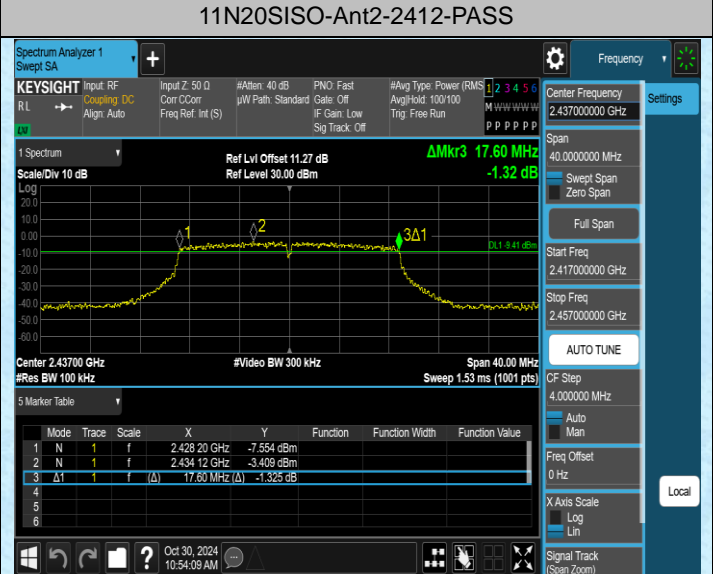 11N20SISO-Ant2-2412-PASS
Spectrum Analyzer 1
Swept SA
+
Frequency
KEYSIGHT
RL
LXI
Input: RF
Coupling: DC
Align: Auto
Input Z: 50 Ω
Corr CCorr
Freq Ref: Int (S)
#Atten: 40 dB
µW Path: Standard
PNO: Fast
Gate: Off
IF Gain: Low
Sig Track: Off
#Avg Type: Power (RMS
Avg|Hold: 100/100
Trig: Free Run
1 2 3 4 5 6
M W W W W W
P P P P P P
1 Spectrum
Scale/Div 10 dB
Ref Lvl Offset 11.27 dB
Ref Level 30.00 dBm
ΔMkr3 17.60 MHz
-1.32 dB
Log
20.0
10.0
0.00
-10.0
-20.0
-30.0
-40.0
-50.0
-60.0
1
2
3Δ1
DL1 -9.41 dBm
Center 2.43700 GHz
#Res BW 100 kHz
#Video BW 300 kHz
Span 40.00 MHz
Sweep 1.53 ms (1001 pts)
5 Marker Table
Mode Trace Scale X Y Function Function Width Function Value
1 N 1 f 2.428 20 GHz -7.554 dBm
2 N 1 f 2.434 12 GHz -3.409 dBm
3 Δ1 1 f (Δ) 17.60 MHz (Δ) -1.325 dB
4
5
6
?
Oct 30, 2024
10:54:09 AM
Center Frequency
2.437000000 GHz
Span
40.0000000 MHz
Swept Span
Zero Span
Full Span
Start Freq
2.417000000 GHz
Stop Freq
2.457000000 GHz
AUTO TUNE
CF Step
4.000000 MHz
Auto
Man
Freq Offset
0 Hz
X Axis Scale
Log
Lin
Signal Track
(Span Zoom)
Settings
Local